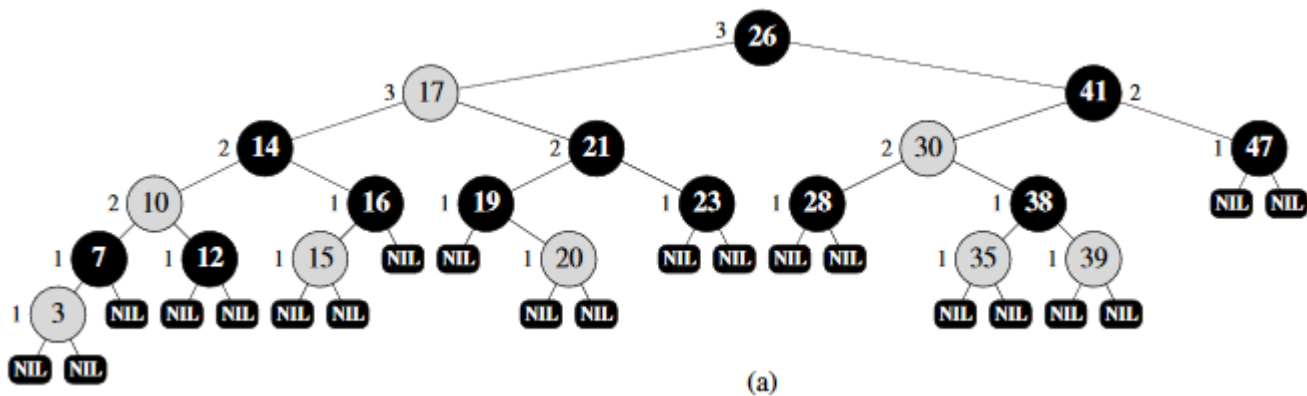 3 26
3 17 41 2
2 14 2 21 2 30 1 47
2 10 1 16 1 19 1 23 1 28 1 38 NIL NIL
1 7 1 12 1 15 NIL NIL 1 20 NIL NIL NIL NIL 1 35 1 39
1 3 NIL NIL NIL NIL NIL NIL NIL NIL NIL NIL NIL
NIL NIL
(a)